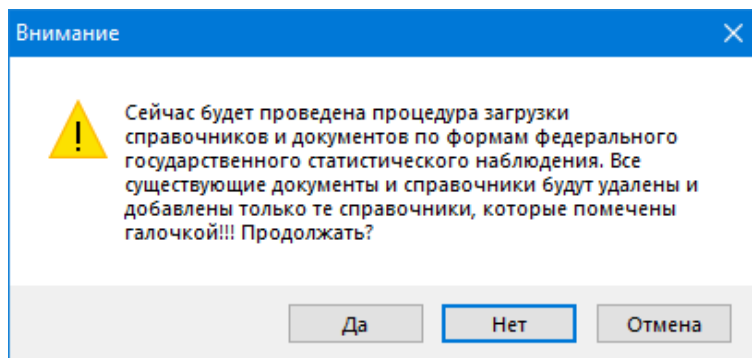 Внимание
Сейчас будет проведена процедура загрузки
справочников и документов по формам федерального
государственного статистического наблюдения. Все
существующие документы и справочники будут удалены и
добавлены только те справочники, которые помечены
галочкой!!! Продолжать?
Да
Нет
Отмена